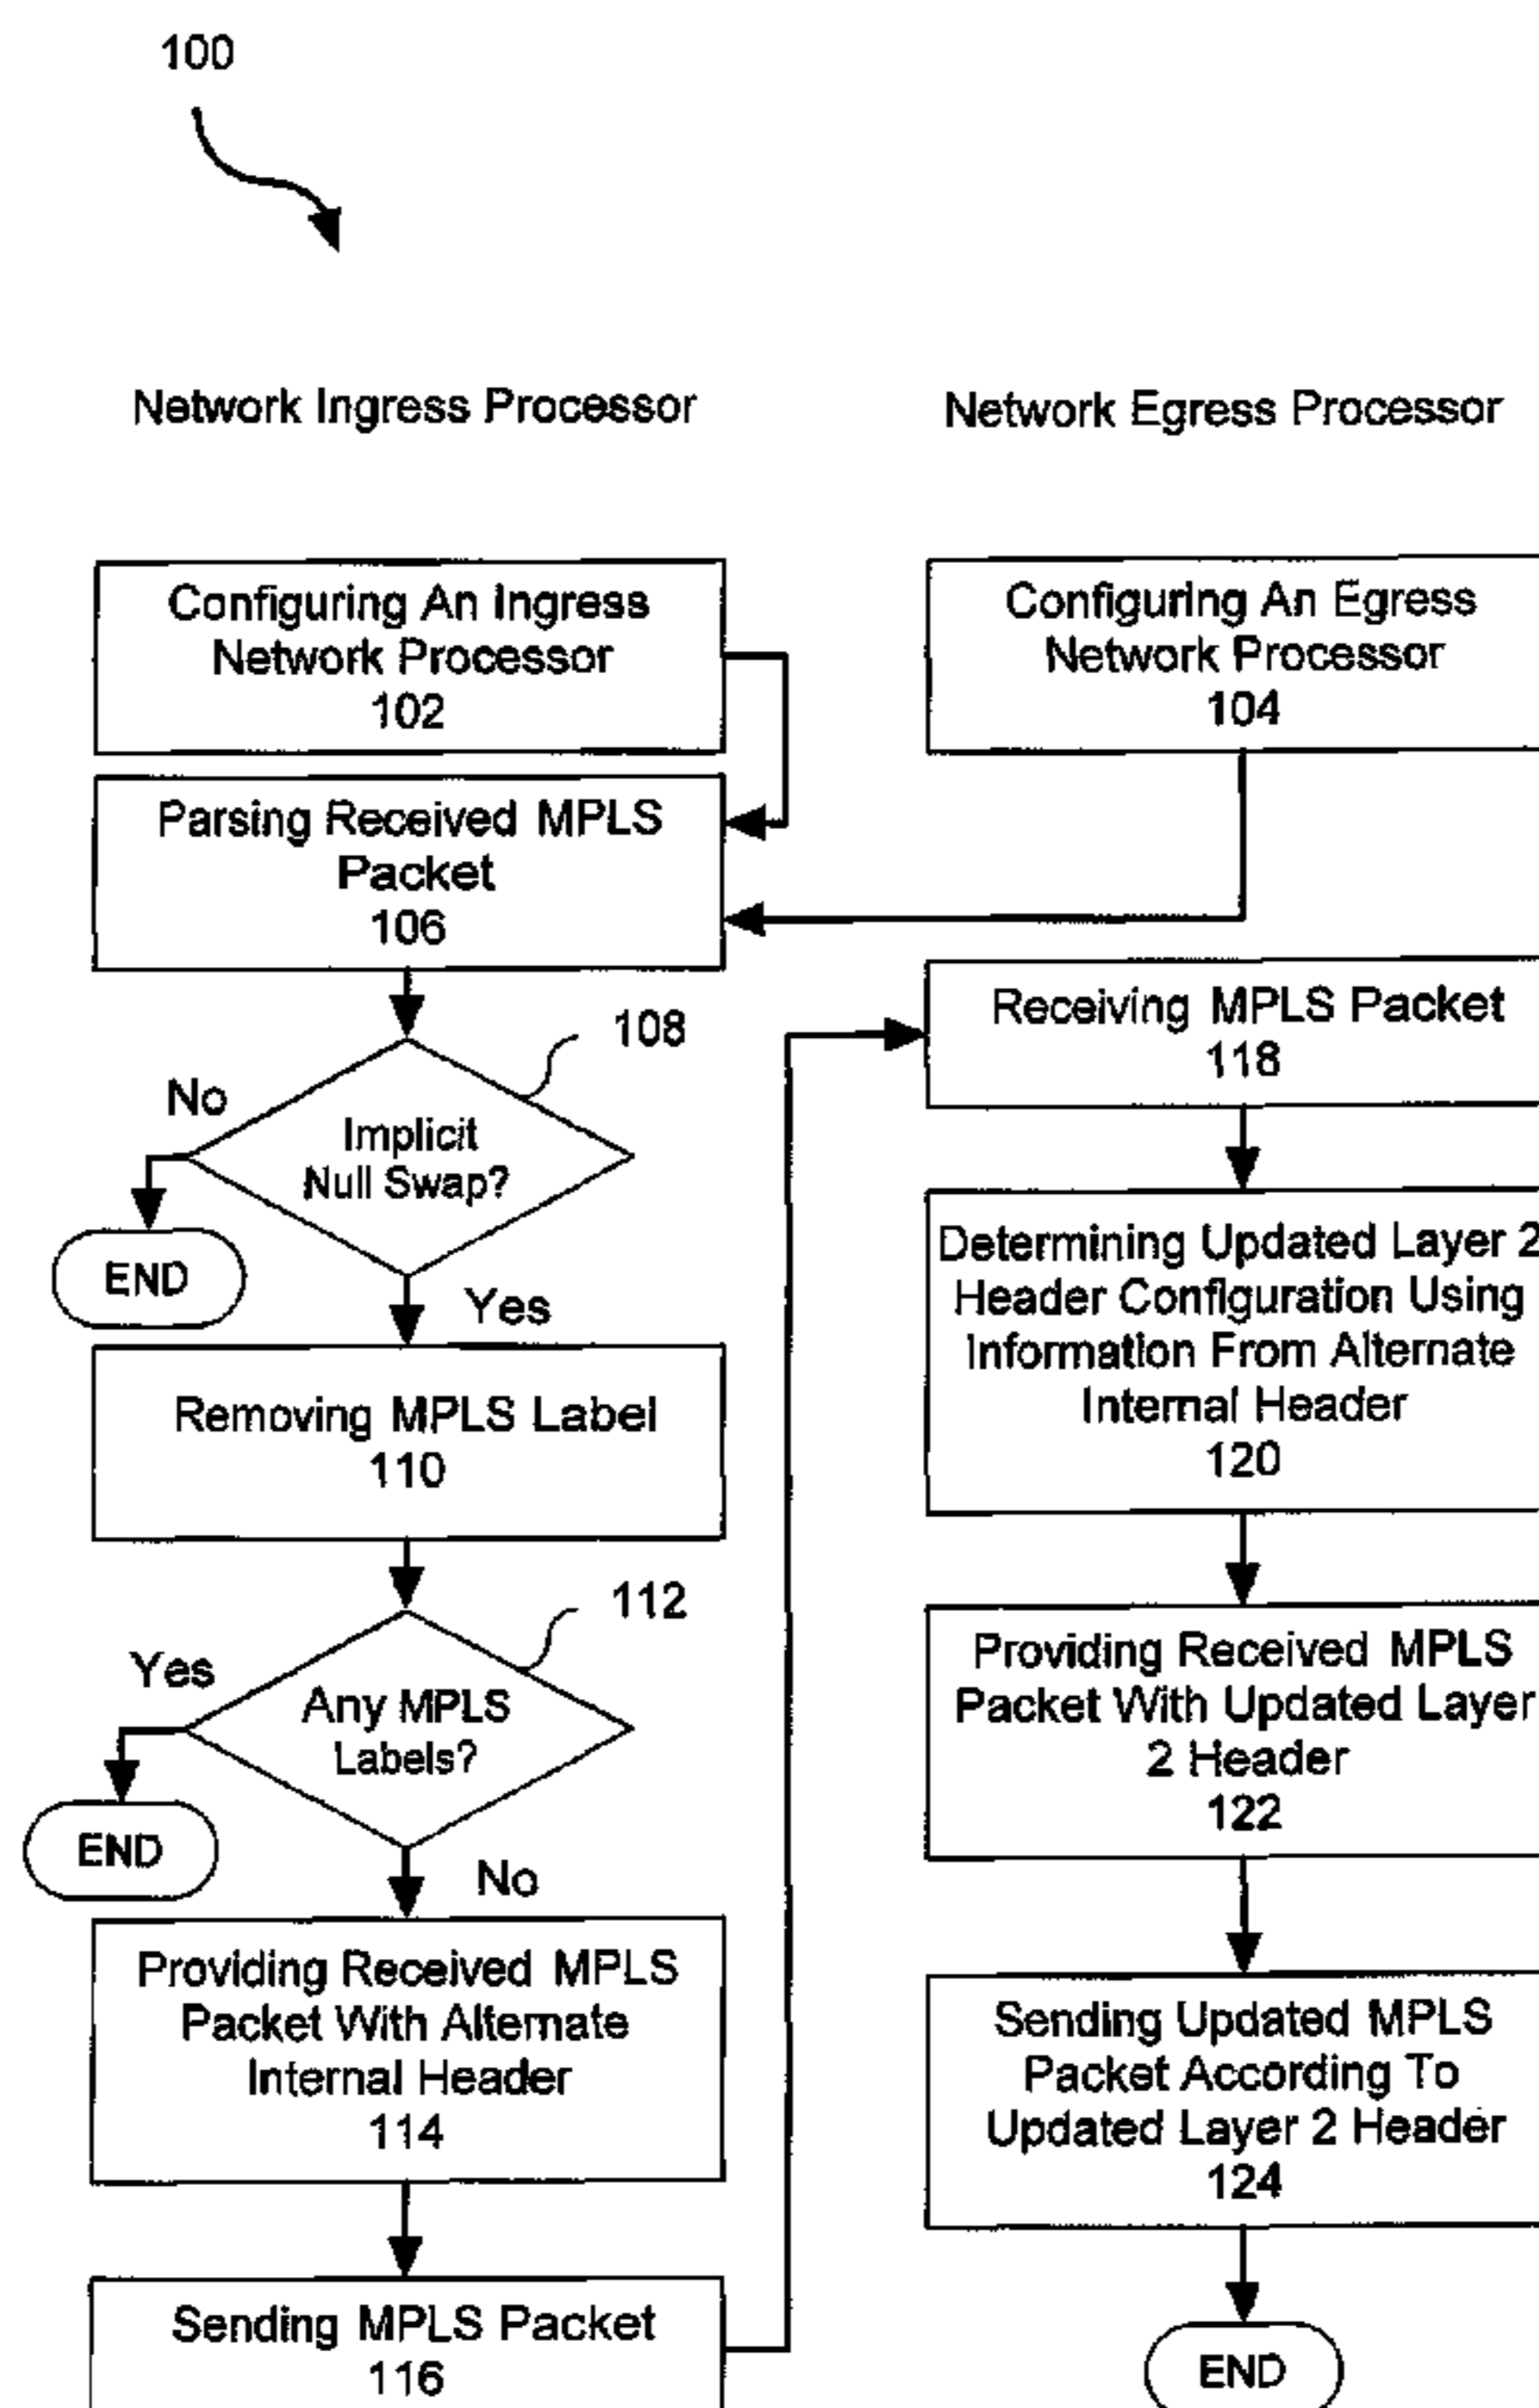 100
Network Ingress Processor
Network Egress Processor
Configuring An Ingress
Network Processor
102
Configuring An Egress
Network Processor
104
Parsing Received MPLS
Packet
106
108
No
Implicit
Null Swap?
END
Yes
Removing MPLS Label
110
112
Yes
Any MPLS
Labels?
END
No
Providing Received MPLS
Packet With Alternate
Internal Header
114
Sending MPLS Packet
116
Receiving MPLS Packet
118
Determining Updated Layer 2
Header Configuration Using
Information From Alternate
Internal Header
120
Providing Received MPLS
Packet With Updated Layer
2 Header
122
Sending Updated MPLS
Packet According To
Updated Layer 2 Header
124
END